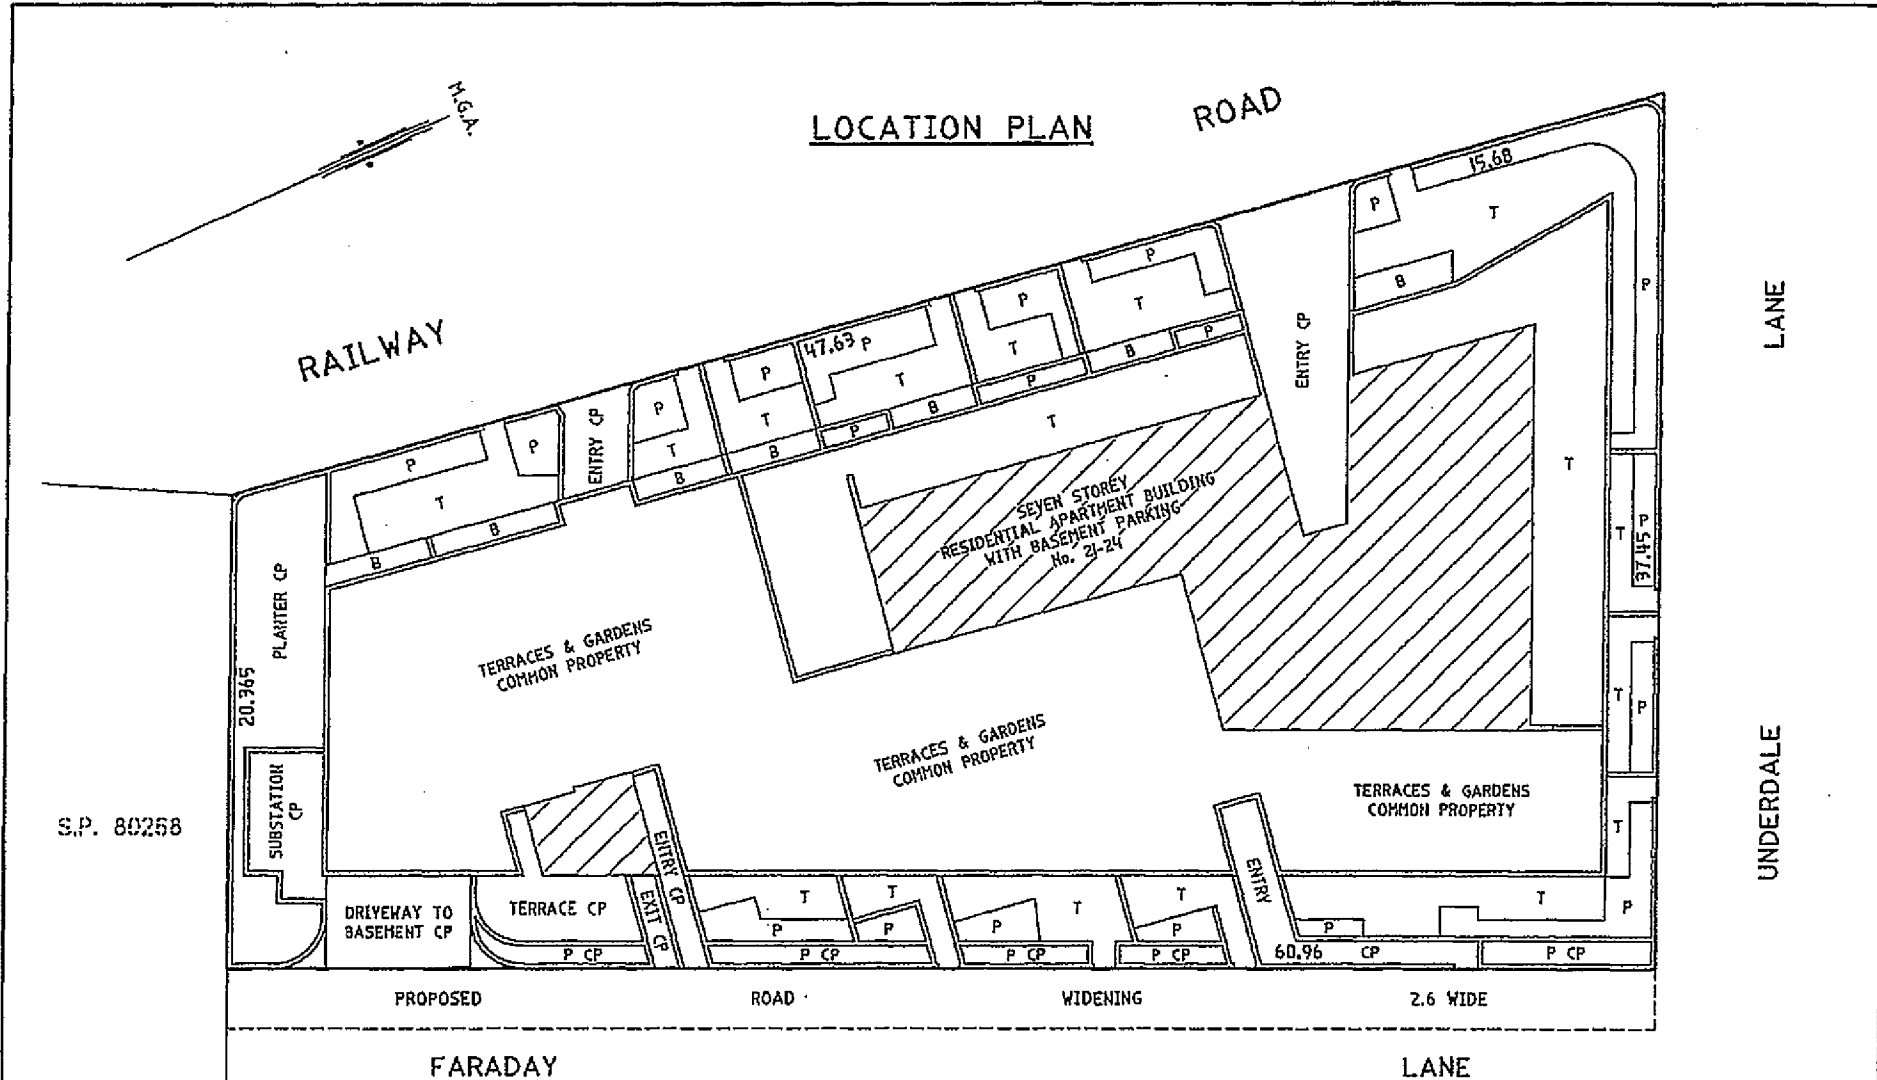 M.G.A.
LOCATION PLAN
ROAD
RAILWAY
15.68
P
T
B
P
LANE
ENTRY CP
P
T
B
P
P
T
P
47.63
P
T
B
P
P
T
B
P
T
B
ENTRY CP
P
P
T
B
B
T
T
SEVEN STOREY
RESIDENTIAL APARTMENT BUILDING
WITH BASEMENT PARKING
No. 21-24
T
P
37.45
PLANTER CP
20.365
TERRACES & GARDENS
COMMON PROPERTY
TERRACES & GARDENS
COMMON PROPERTY
TERRACES & GARDENS
COMMON PROPERTY
T
P
T
P
UNDERDALE
S.P. 80268
SUBSTATION
CP
ENTRY CP
EXIT CP
ENTRY
DRIVEWAY TO
BASEMENT CP
TERRACE CP
T
P
T
P
P
T
T
P
P
T
P CP
P CP
P CP
P CP
60.96
CP
P CP
PROPOSED ROAD WIDENING 2.6 WIDE
FARADAY LANE